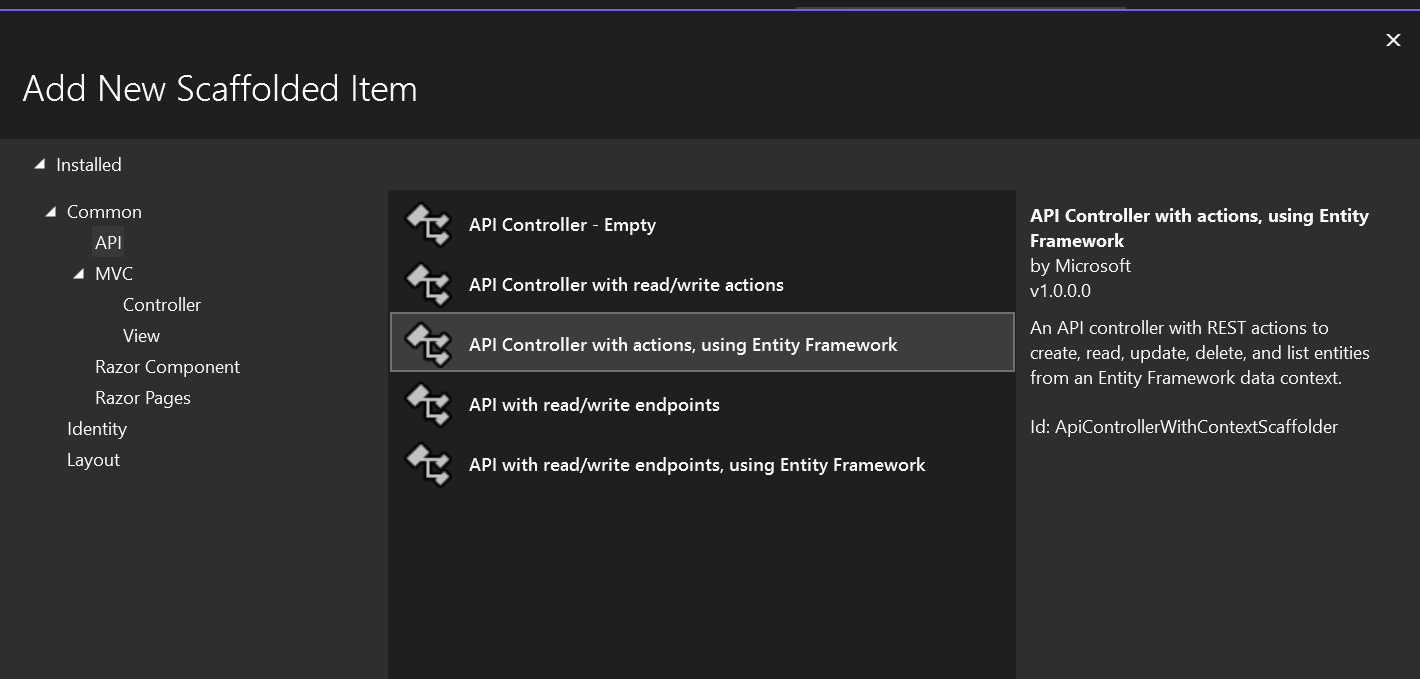 Add New Scaffolded Item
Installed
Common
API
MVC
Controller
View
Razor Component
Razor Pages
Identity
Layout
API Controller - Empty
API Controller with read/write actions
API Controller with actions, using Entity Framework
API with read/write endpoints
API with read/write endpoints, using Entity Framework
API Controller with actions, using Entity
Framework
by Microsoft
v1.0.0.0
An API controller with REST actions to
create, read, update, delete, and list entities
from an Entity Framework data context.
Id: ApiControllerWithContextScaffolder